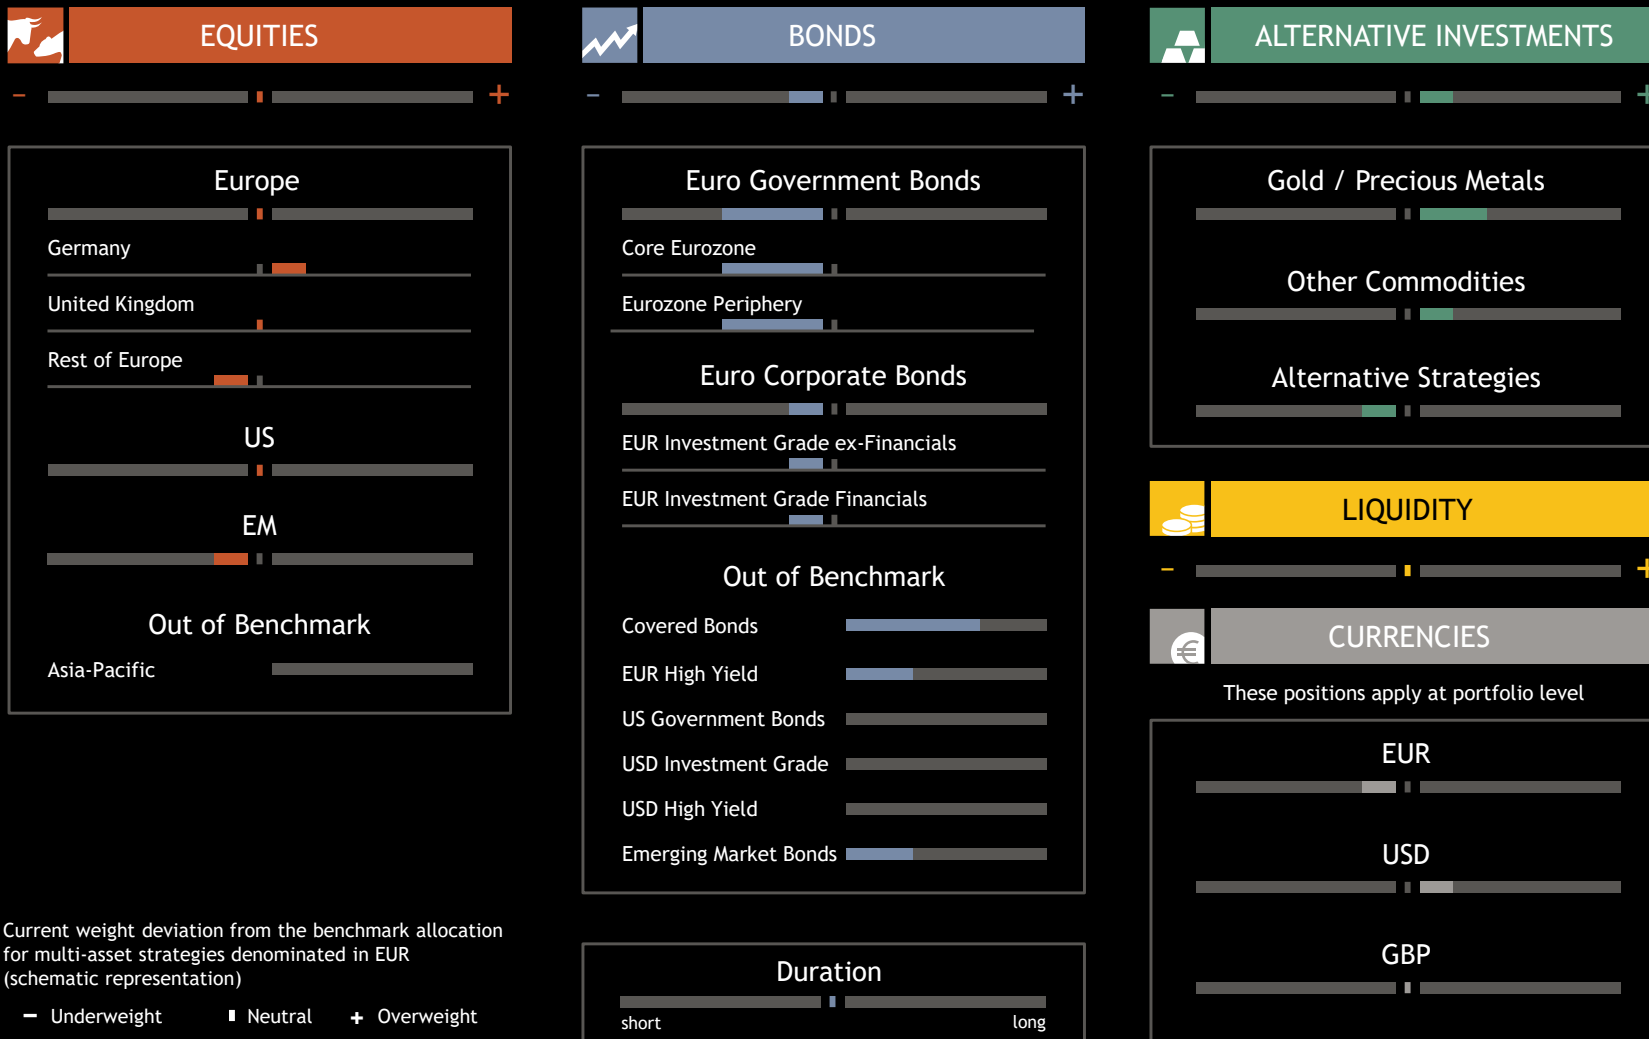 EQUITIES
− +
Europe
Germany
United Kingdom
Rest of Europe
US
EM
Out of Benchmark
Asia-Pacific
Current weight deviation from the benchmark allocation
for multi-asset strategies denominated in EUR
(schematic representation)
− Underweight Neutral + Overweight
BONDS
− +
Euro Government Bonds
Core Eurozone
Eurozone Periphery
Euro Corporate Bonds
EUR Investment Grade ex-Financials
EUR Investment Grade Financials
Out of Benchmark
Covered Bonds
EUR High Yield
US Government Bonds
USD Investment Grade
USD High Yield
Emerging Market Bonds
Duration
short long
ALTERNATIVE INVESTMENTS
− +
Gold / Precious Metals
Other Commodities
Alternative Strategies
LIQUIDITY
− +
€
CURRENCIES
These positions apply at portfolio level
EUR
USD
GBP